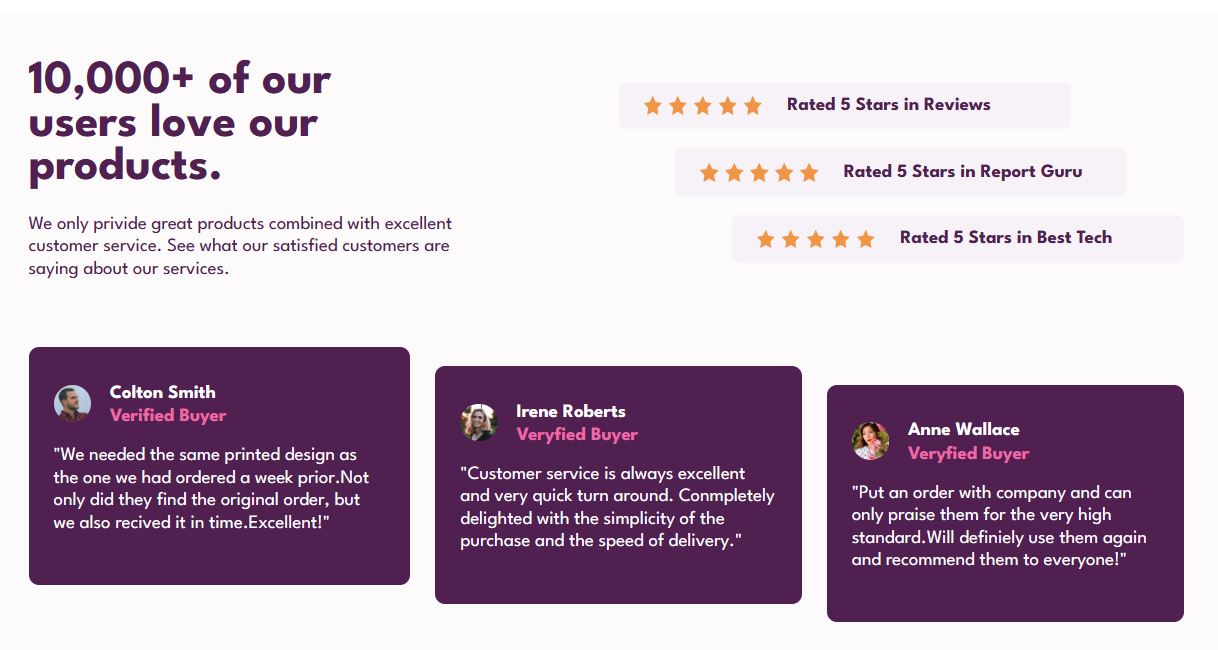 10,000+ of our
users love our
products.
We only privide great products combined with excellent
customer service. See what our satisfied customers are
saying about our services.
Rated 5 Stars in Reviews
Rated 5 Stars in Report Guru
Rated 5 Stars in Best Tech
Colton Smith
Verified Buyer
"We needed the same printed design as
the one we had ordered a week prior.Not
only did they find the original order, but
we also recived it in time.Excellent!"
Irene Roberts
Veryfied Buyer
"Customer service is always excellent
and very quick turn around. Conmpletely
delighted with the simplicity of the
purchase and the speed of delivery."
Anne Wallace
Veryfied Buyer
"Put an order with company and can
only praise them for the very high
standard.Will definiely use them again
and recommend them to everyone!"